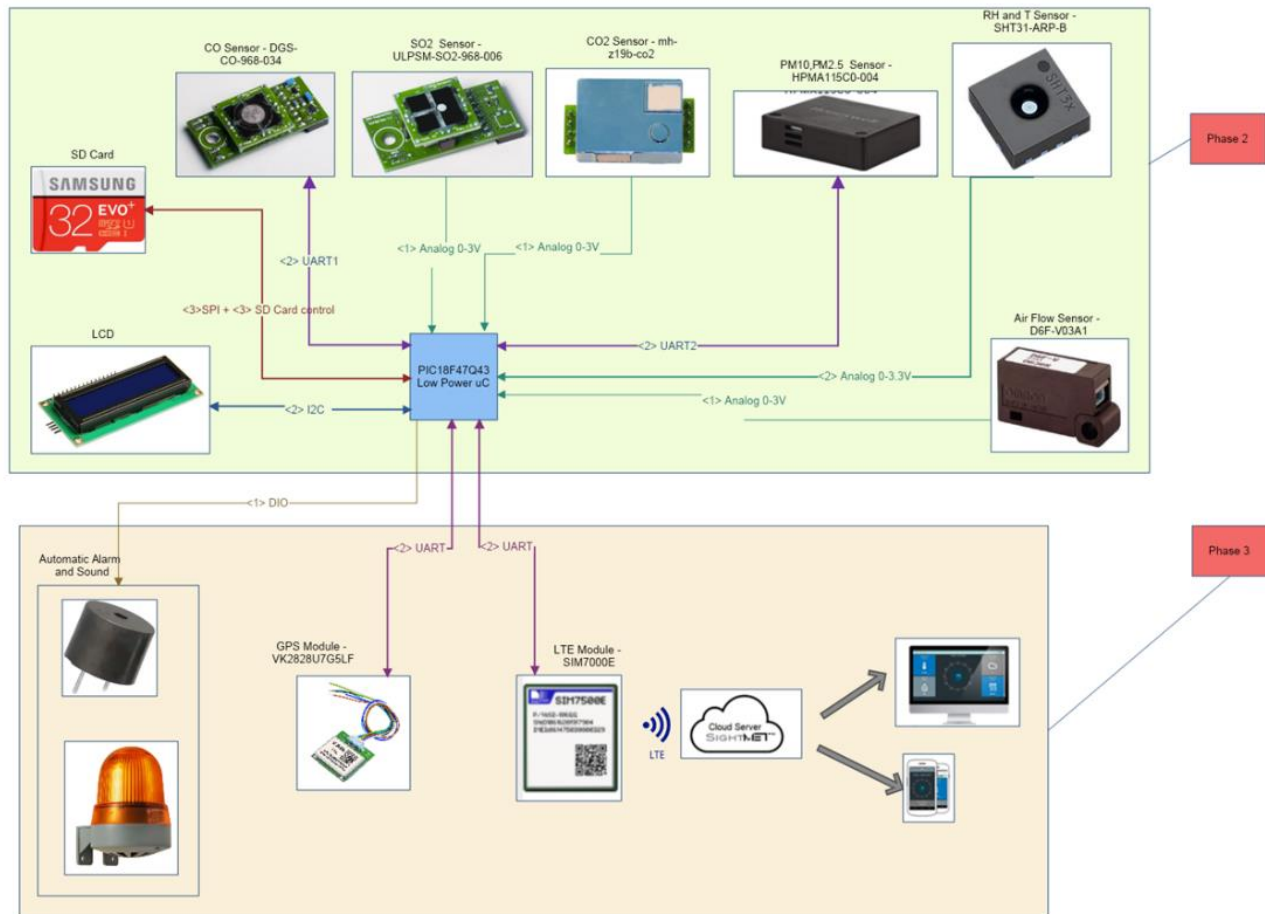 CO Sensor - DGS-
CO-968-034
SO2 Sensor -
ULPSM-SO2-968-006
CO2 Sensor - mh-
z19b-co2
PM10,PM2.5 Sensor -
HPMA115C0-004
RH and T Sensor -
SHT31-ARP-B
SHT3X
Phase 2
SD Card
SAMSUNG
32 EVO+
<2> UART1
<1> Analog 0-3V
<1> Analog 0-3V
<3>SPI + <3> SD Card control
LCD
PIC18F47Q43
Low Power uC
<2> UART2
<2> Analog 0-3.3V
<1> Analog 0-3V
Air Flow Sensor -
D6F-V03A1
<2> I2C
<1> DIO
<2> UART
<2> UART
Phase 3
Automatic Alarm
and Sound
GPS Module -
VK2828U7G5LF
LTE Module -
SIM7000E
SIM7500E
LTE
Cloud Server
SIGHTNET